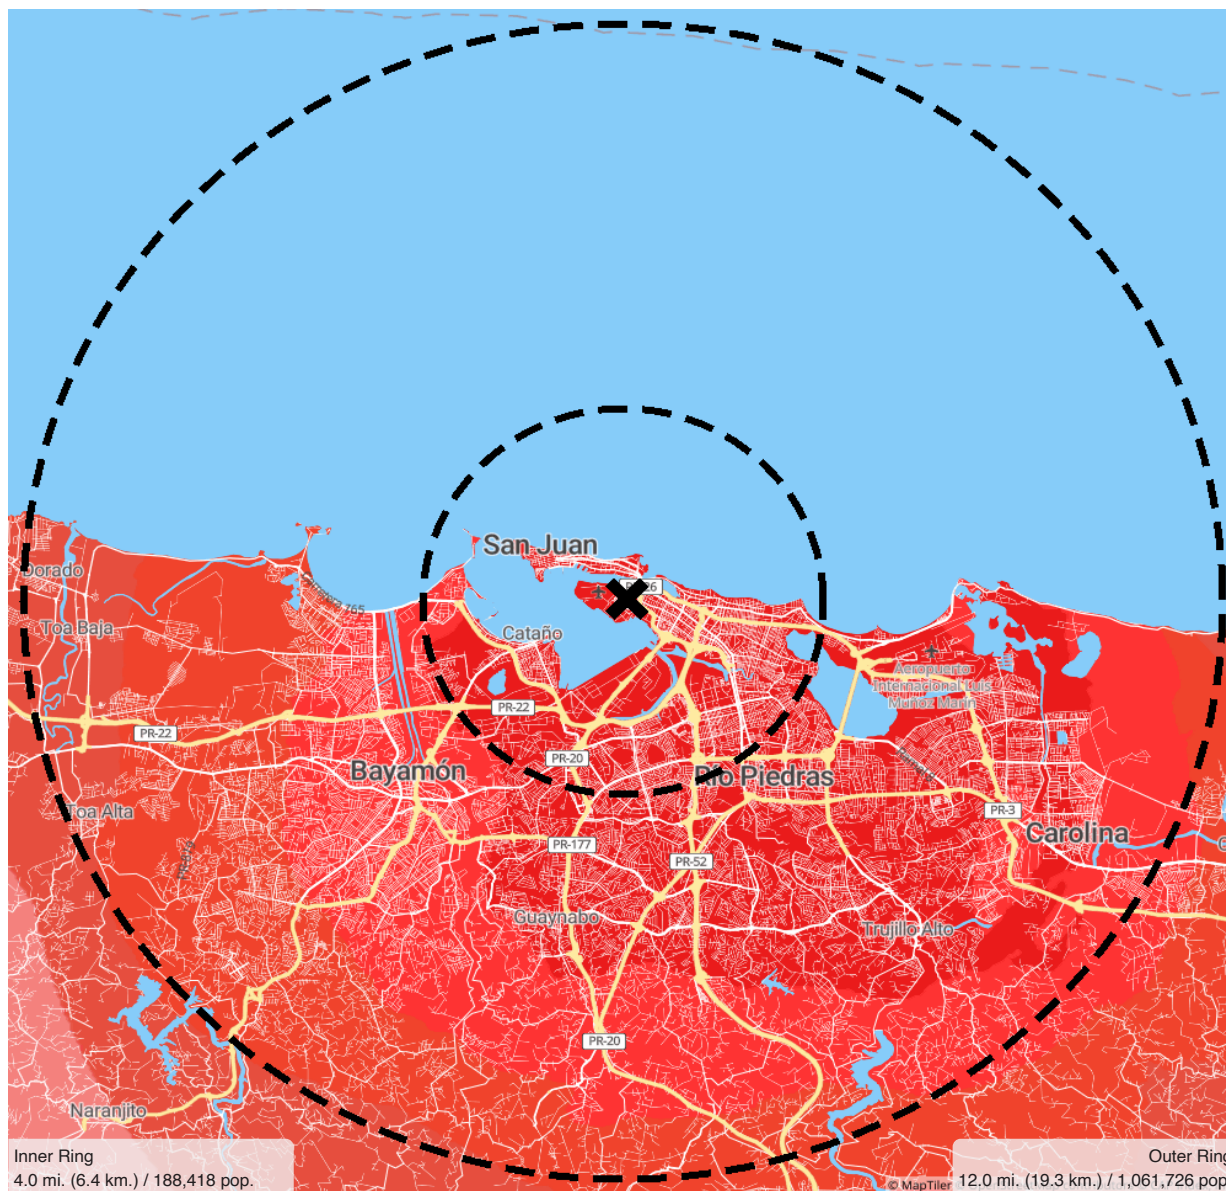 San Juan
PR-26
Dorado
765
Toa Baja
Cataño
Aeropuerto
Internacional Luis
Muñoz Marín
PR-22
PR-22
PR-20
Bayamón
Río Piedras
Toa Alta
PR-3
Carolina
PR-177
PR-52
Guaynabo
Trujillo Alto
PR-20
Naranjito
Inner Ring
4.0 mi. (6.4 km.) / 188,418 pop.
Outer Ring
© MapTiler
12.0 mi. (19.3 km.) / 1,061,726 pop.